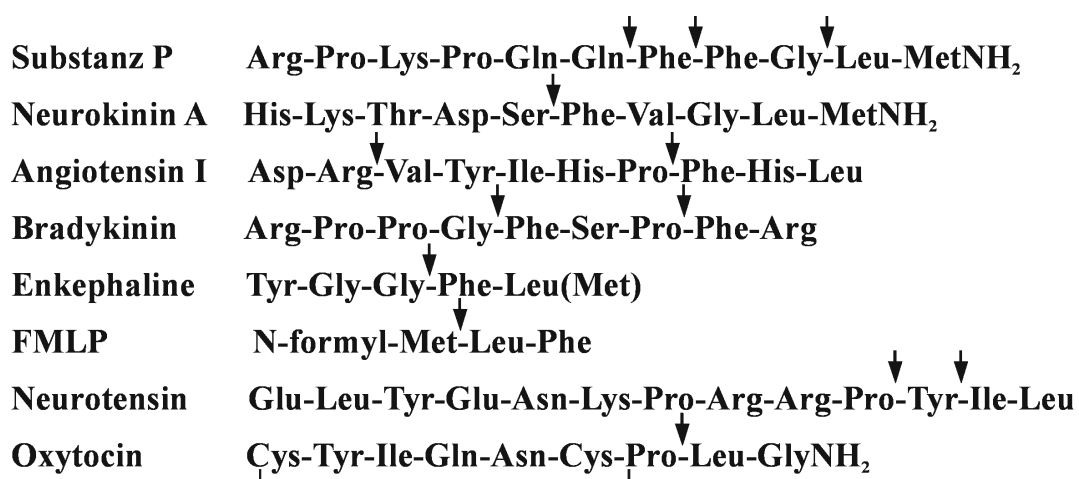 Substanz P Arg-Pro-Lys-Pro-Gln-Gln-Phe-Phe-Gly-Leu-MetNH₂
Neurokinin A His-Lys-Thr-Asp-Ser-Phe-Val-Gly-Leu-MetNH₂
Angiotensin I Asp-Arg-Val-Tyr-Ile-His-Pro-Phe-His-Leu
Bradykinin Arg-Pro-Pro-Gly-Phe-Ser-Pro-Phe-Arg
Enkephaline Tyr-Gly-Gly-Phe-Leu(Met)
FMLP N-formyl-Met-Leu-Phe
Neurotensin Glu-Leu-Tyr-Glu-Asn-Lys-Pro-Arg-Arg-Pro-Tyr-Ile-Leu
Oxytocin Cys-Tyr-Ile-Gln-Asn-Cys-Pro-Leu-GlyNH₂